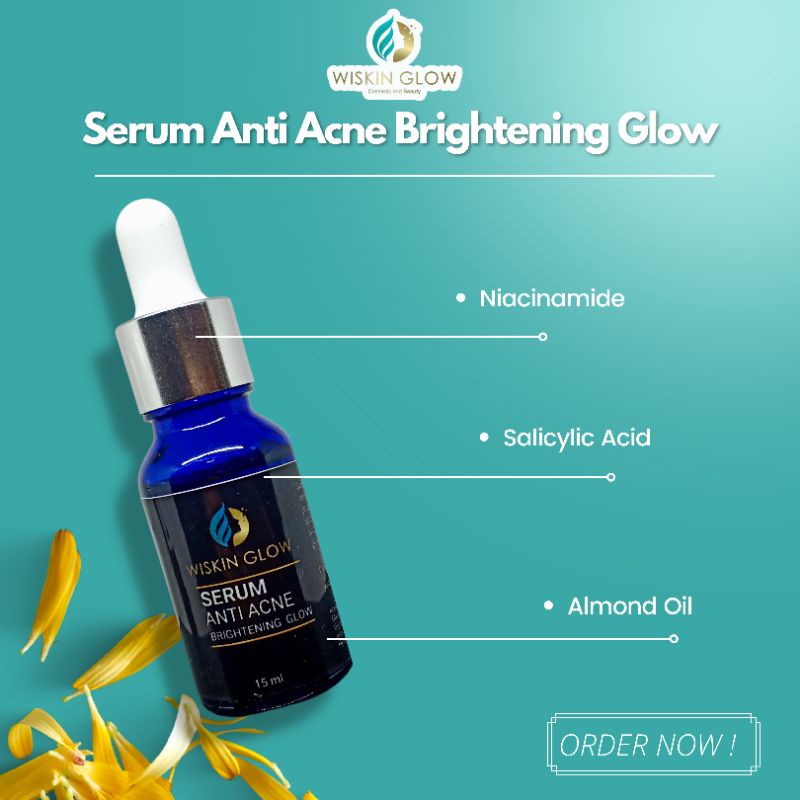 WISKIN GLOW
Cosmetic and Beauty
Serum Anti Acne Brightening Glow
• Niacinamide
• Salicylic Acid
• Almond Oil
WISKIN GLOW
SERUM
ANTI ACNE
BRIGHTENING GLOW
15 ml
ORDER NOW !